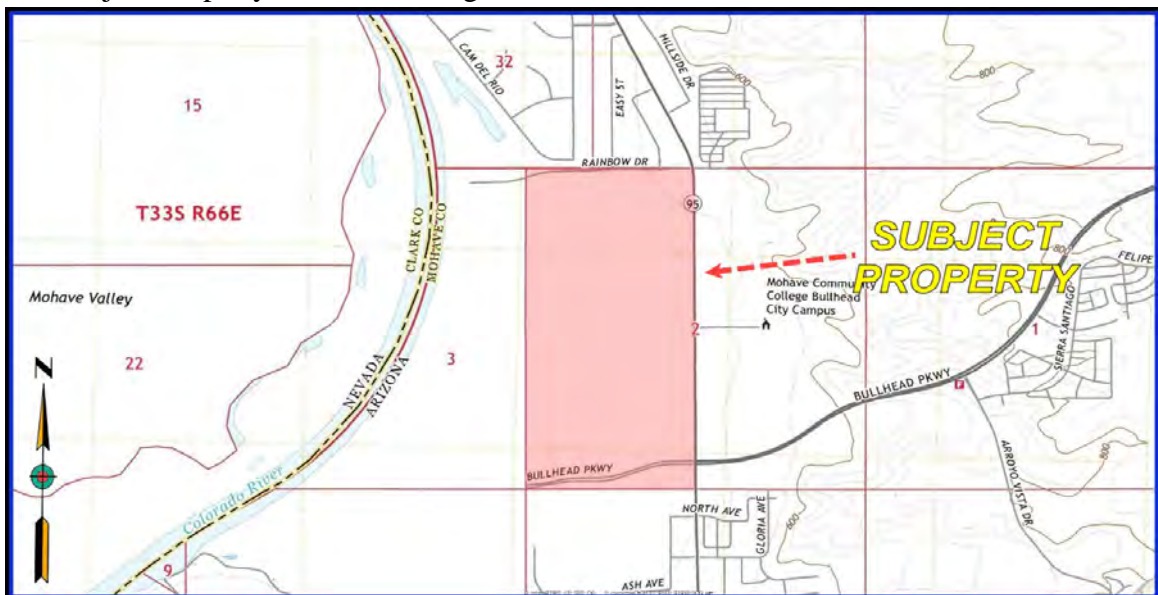 CAM DEL RIO
32
HILLSIDE DR
EASY ST
600
800
15
RAINBOW DR
T33S R66E
95
CLARK CO
MOHAVE CO
SUBJECT
PROPERTY
800
FELIPE
Mohave Valley
Mohave Community
College Bullhead
City Campus
2
1
SIERRA SANTIAGO
22
3
N
NEVADA
ARIZONA
BULLHEAD PKWY
P
BULLHEAD PKWY
Colorado River
ARROYO VISTA DR
800
NORTH AVE
GLORIA AVE
600
9
ASH AVE